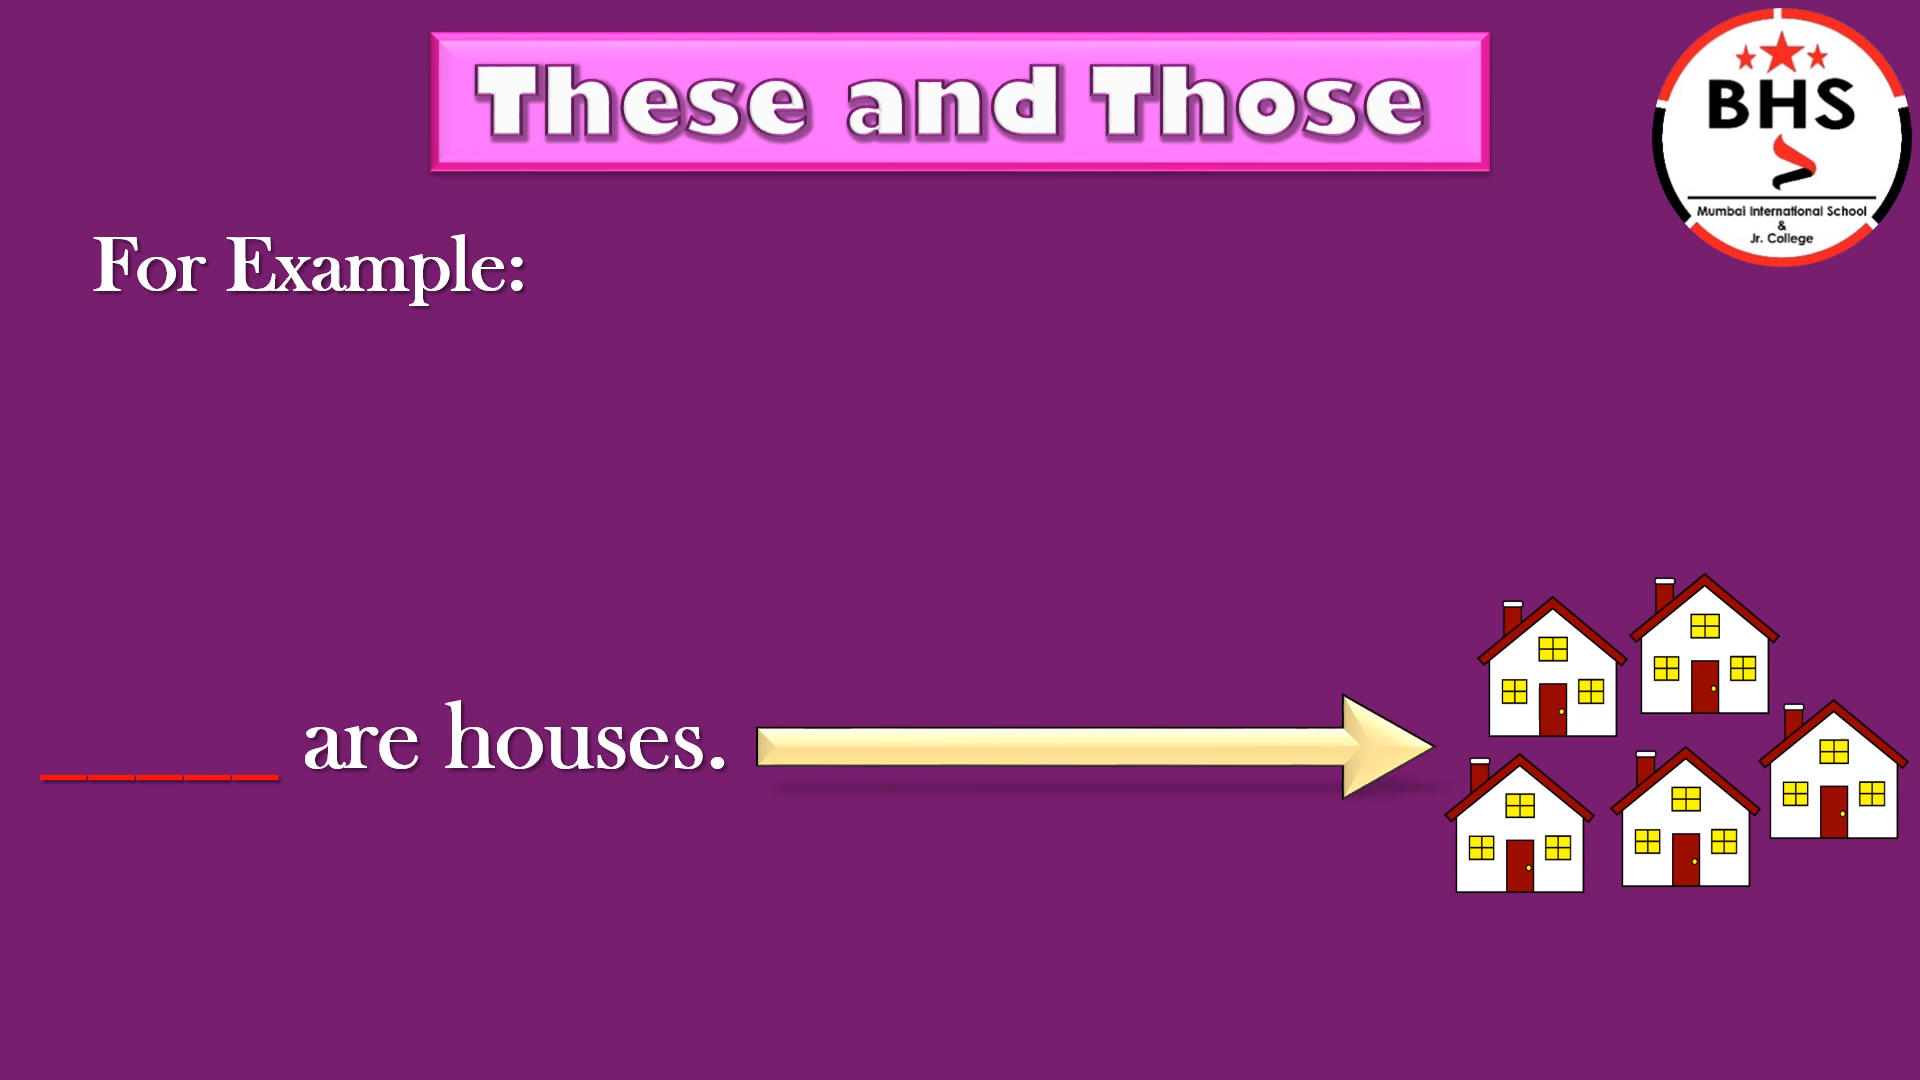 These and Those
BHS
Mumbai International School
&
Jr. College
For Example:
_____ are houses.